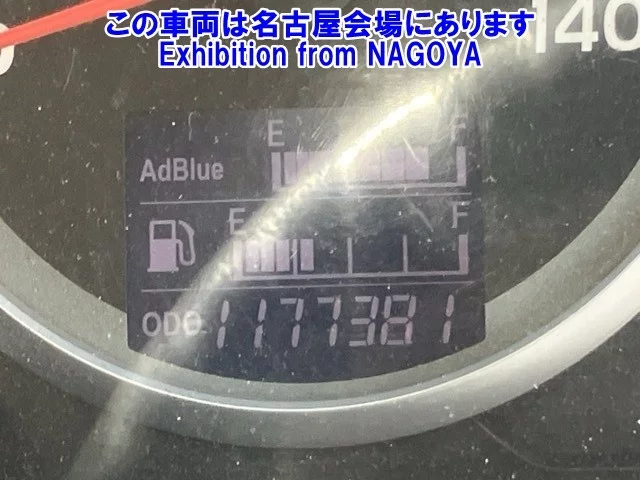 この車両は名古屋会場にあります
Exhibition from NAGOYA
140
E F
AdBlue
E F
ODO 1177381